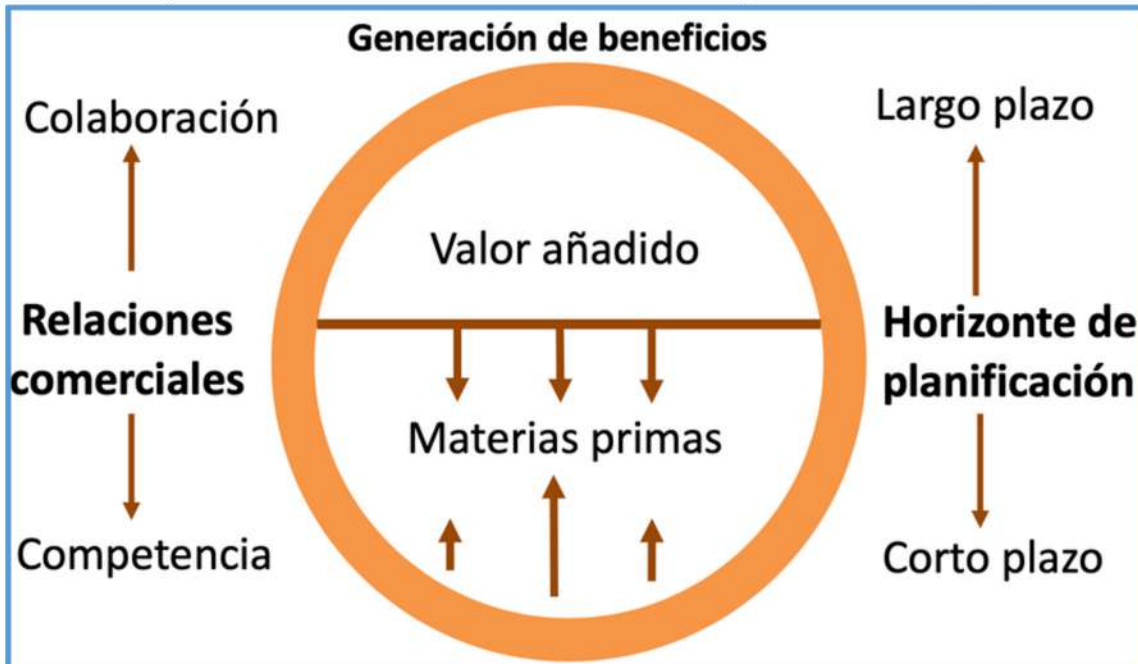 Generación de beneficios
Colaboración
Largo plazo
Valor añadido
Relaciones
comerciales
Horizonte de
planificación
Materias primas
Competencia
Corto plazo